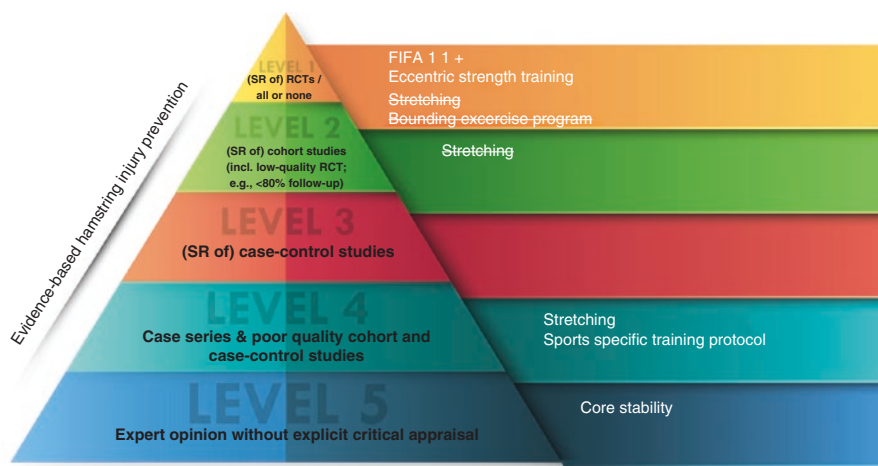 Evidence-based hamstring injury prevention
LEVEL 1
(SR of) RCTs /
all or none
FIFA 1 1 +
Eccentric strength training
Stretching
Bounding excercise program
LEVEL 2
(SR of) cohort studies
(incl. low-quality RCT;
e.g., <80% follow-up)
Stretching
LEVEL 3
(SR of) case-control studies
LEVEL 4
Case series & poor quality cohort and
case-control studies
Stretching
Sports specific training protocol
LEVEL 5
Expert opinion without explicit critical appraisal
Core stability